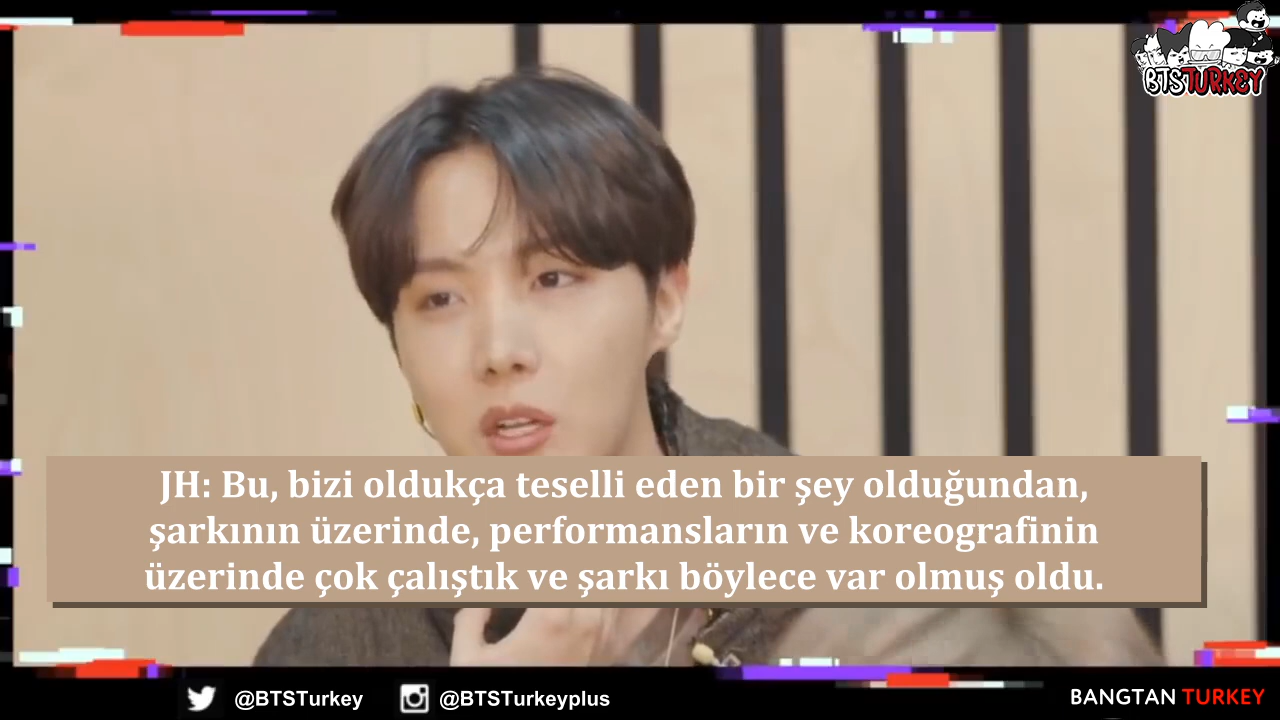 BTSTURKEY
JH: Bu, bizi oldukça teselli eden bir şey olduğundan,
şarkının üzerinde, performansların ve koreografinin
üzerinde çok çalıştık ve şarkı böylece var olmuş oldu.
@BTSTurkey @BTSTurkeyplus BANGTAN TURKEY